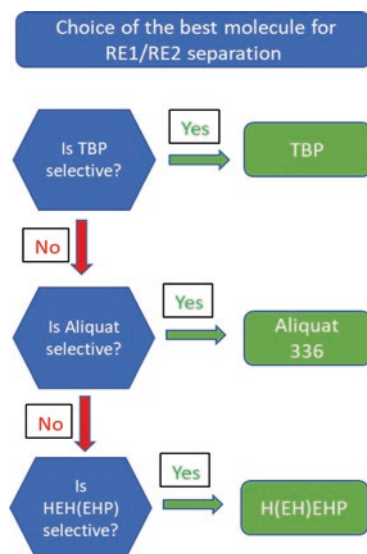 Choice of the best molecule for
RE1/RE2 separation
Is TBP
selective?
Yes
TBP
No
Is Aliquat
selective?
Yes
Aliquat
336
No
Is
HEH(EHP)
selective?
Yes
H(EH)EHP